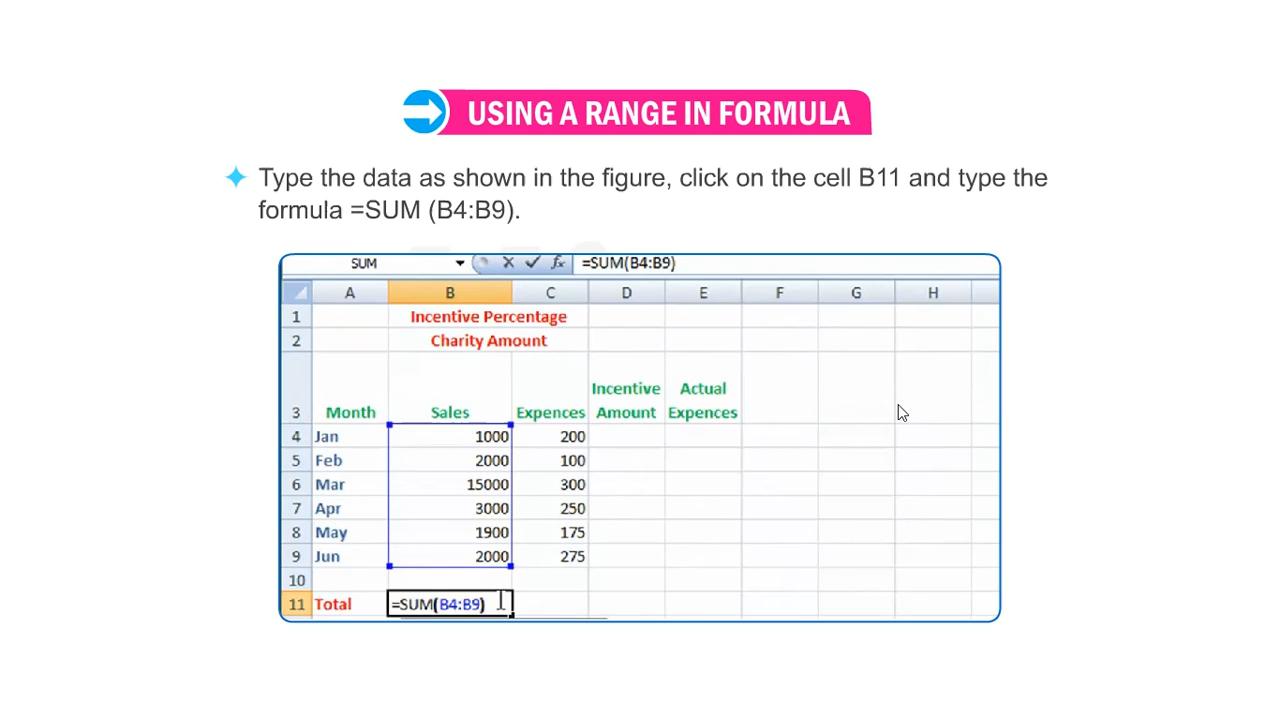 USING A RANGE IN FORMULA
Type the data as shown in the figure, click on the cell B11 and type the
formula =SUM (B4:B9).
SUM =SUM(B4:B9)
A B C D E F G H
1 Incentive Percentage
2 Charity Amount
Incentive Actual
3 Month Sales Expences Amount Expences
4 Jan 1000 200
5 Feb 2000 100
6 Mar 15000 300
7 Apr 3000 250
8 May 1900 175
9 Jun 2000 275
10
11 Total =SUM(B4:B9)